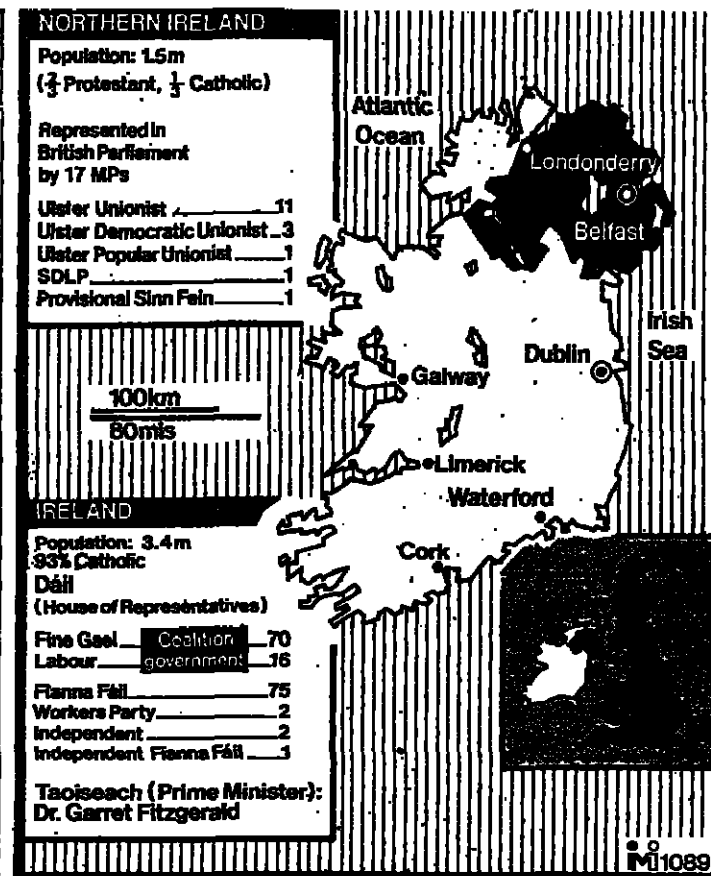 NORTHERN IRELAND
Population: 1.5m
(⅔ Protestant, ⅓ Catholic)
Represented in
British Parliament
by 17 MPs
Ulster Unionist 11
Ulster Democratic Unionist 3
Ulster Popular Unionist 1
SDLP 1
Provisional Sinn Fein 1
100km
60mls
IRELAND
Population: 3.4m
93% Catholic
Dáil
(House of Representatives)
Fine Gael Coalition 70
Labour government 16
Fianna Fáil 75
Workers Party 2
Independent 2
Independent Fianna Fáil 1
Taoiseach (Prime Minister):
Dr. Garret Fitzgerald
Atlantic
Ocean
Londonderry
Belfast
Irish
Sea
Dublin
Galway
Limerick
Waterford
Cork
1089